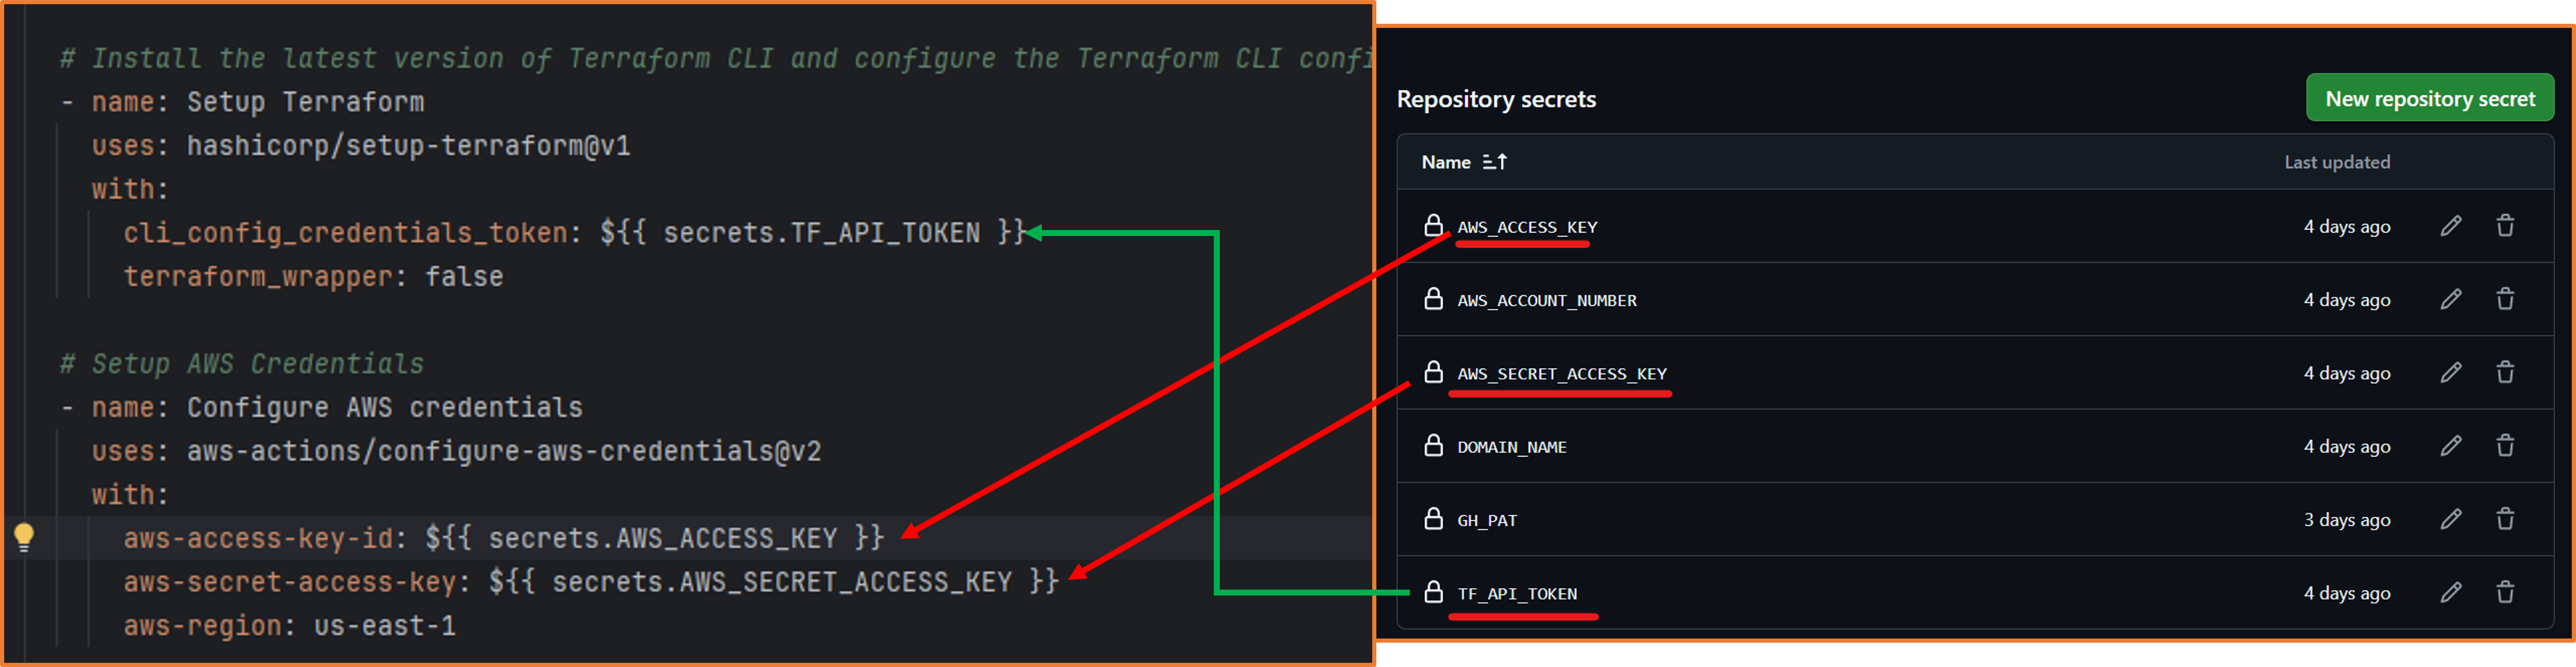 # Install the latest version of Terraform CLI and configure the Terraform CLI confi
- name: Setup Terraform
uses: hashicorp/setup-terraform@v1
with:
cli_config_credentials_token: ${{ secrets.TF_API_TOKEN }}
terraform_wrapper: false
# Setup AWS Credentials
- name: Configure AWS credentials
uses: aws-actions/configure-aws-credentials@v2
with:
aws-access-key-id: ${{ secrets.AWS_ACCESS_KEY }}
aws-secret-access-key: ${{ secrets.AWS_SECRET_ACCESS_KEY }}
aws-region: us-east-1
Repository secrets
New repository secret
Name Last updated
AWS_ACCESS_KEY 4 days ago
AWS_ACCOUNT_NUMBER 4 days ago
AWS_SECRET_ACCESS_KEY 4 days ago
DOMAIN_NAME 4 days ago
GH_PAT 3 days ago
TF_API_TOKEN 4 days ago